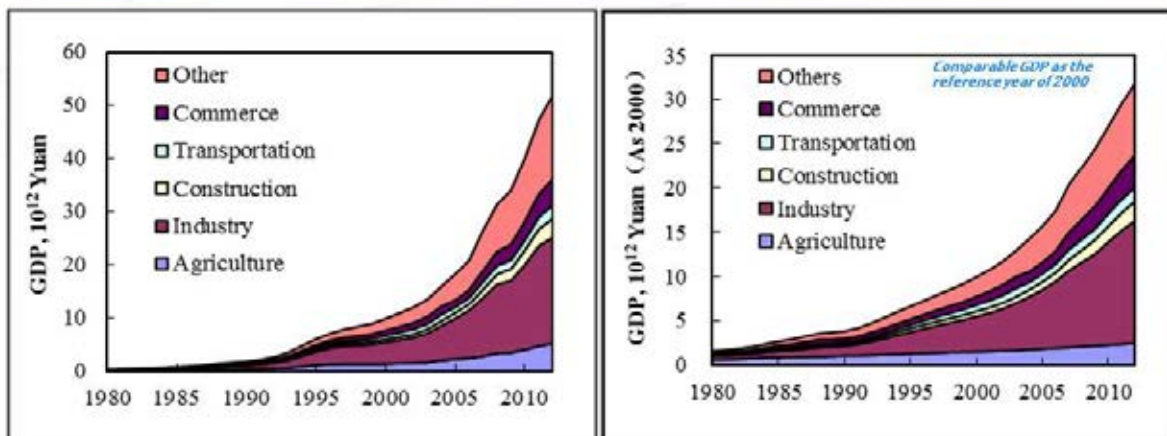 60
50
40
30
20
10
0
GDP, 10¹² Yuan
Other
Commerce
Transportation
Construction
Industry
Agriculture
1980 1985 1990 1995 2000 2005 2010
35
30
25
20
15
10
5
0
GDP, 10¹² Yuan（As 2000）
Comparable GDP as the
reference year of 2000
Others
Commerce
Transportation
Construction
Industry
Agriculture
1980 1985 1990 1995 2000 2005 2010